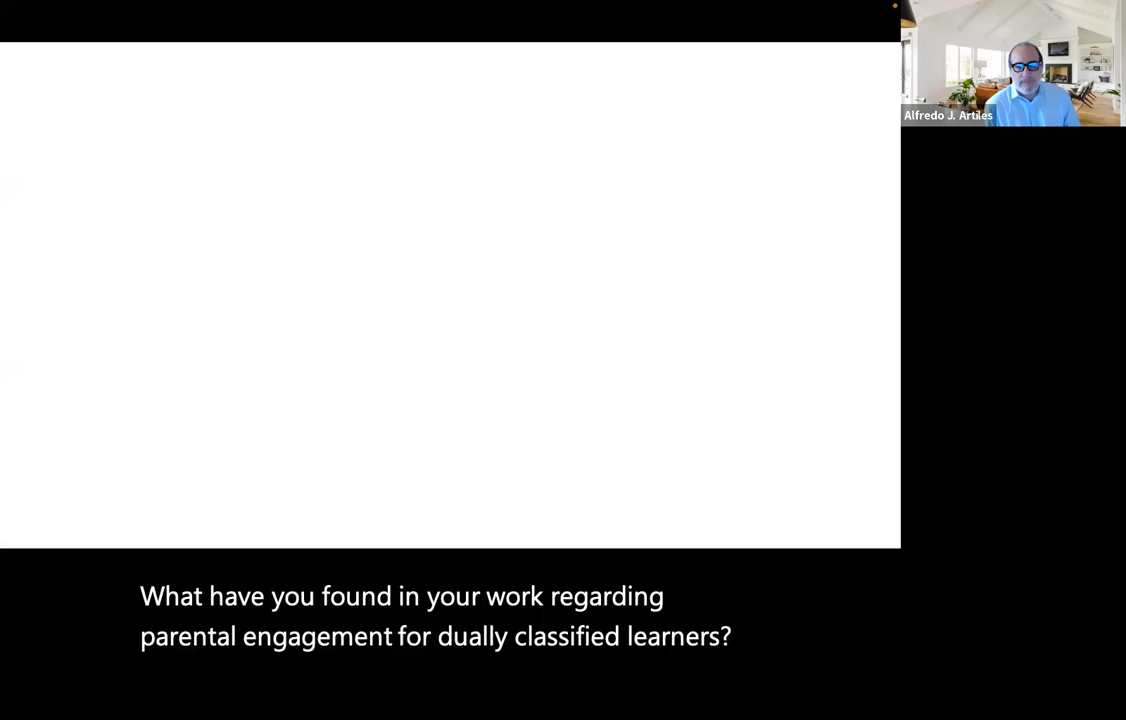 Alfredo J. Artiles
What have you found in your work regarding
parental engagement for dually classified learners?